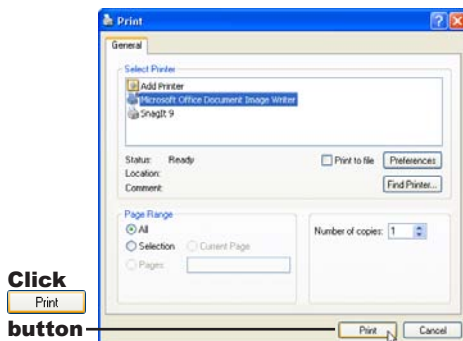 Print
General
Select Printer
Add Printer
Microsoft Office Document Image Writer
SnagIt 9
Status: Ready
Location:
Comment:
Print to file
Preferences
Find Printer...
Page Range
All
Selection Current Page
Pages:
Number of copies: 1
Click
Print
button
Print Cancel